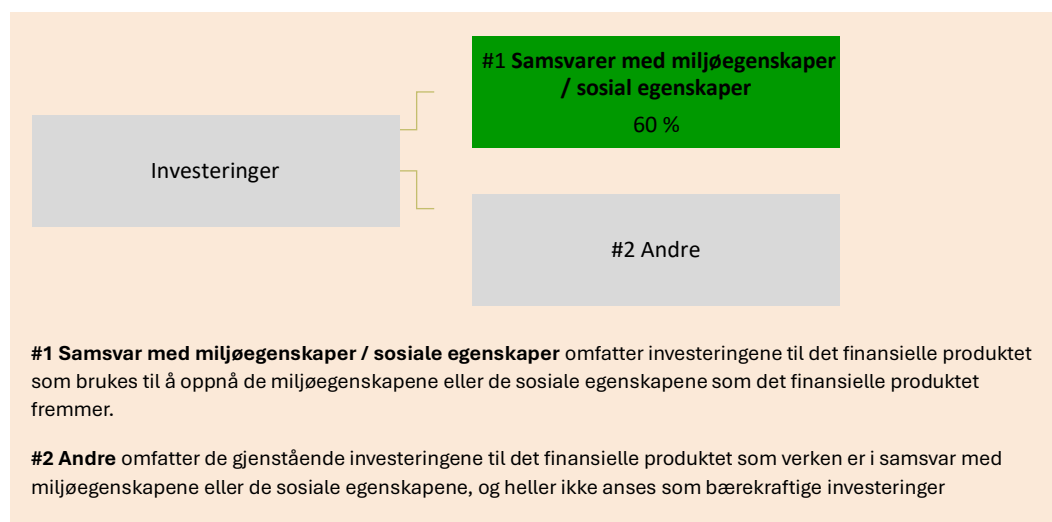 #1 Samsvarer med miljøegenskaper
/ sosial egenskaper
60 %
Investeringer
#2 Andre
#1 Samsvar med miljøegenskaper / sosiale egenskaper omfatter investeringene til det finansielle produktet
som brukes til å oppnå de miljøegenskapene eller de sosiale egenskapene som det finansielle produktet
fremmer.
#2 Andre omfatter de gjenstående investeringene til det finansielle produktet som verken er i samsvar med
miljøegenskapene eller de sosiale egenskapene, og heller ikke anses som bærekraftige investeringer